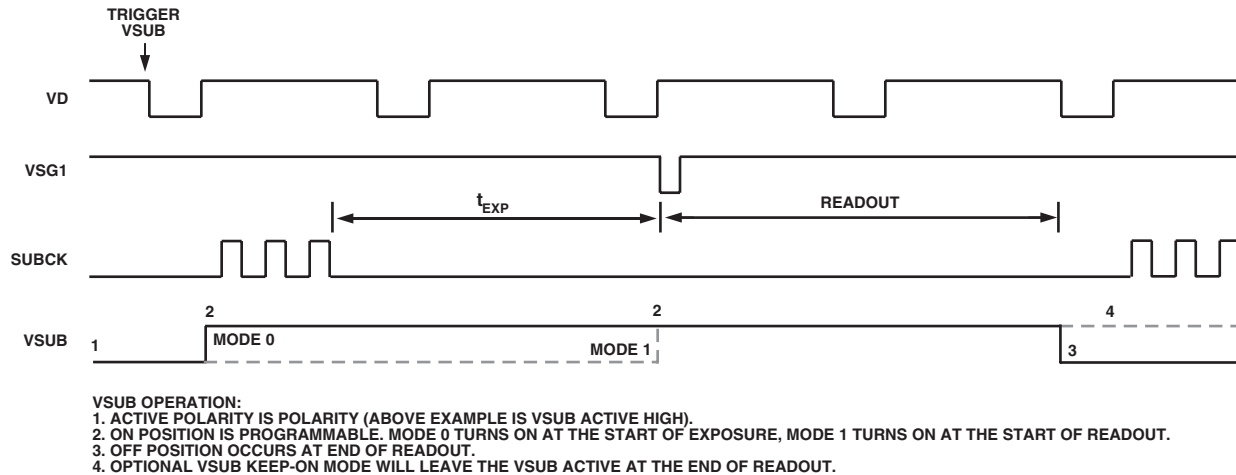 TRIGGER
VSUB
VD
VSG1
tEXP
READOUT
SUBCK
2
2
4
VSUB
1
MODE 0
MODE 1
3
VSUB OPERATION:
1. ACTIVE POLARITY IS POLARITY (ABOVE EXAMPLE IS VSUB ACTIVE HIGH).
2. ON POSITION IS PROGRAMMABLE. MODE 0 TURNS ON AT THE START OF EXPOSURE, MODE 1 TURNS ON AT THE START OF READOUT.
3. OFF POSITION OCCURS AT END OF READOUT.
4. OPTIONAL VSUB KEEP-ON MODE WILL LEAVE THE VSUB ACTIVE AT THE END OF READOUT.